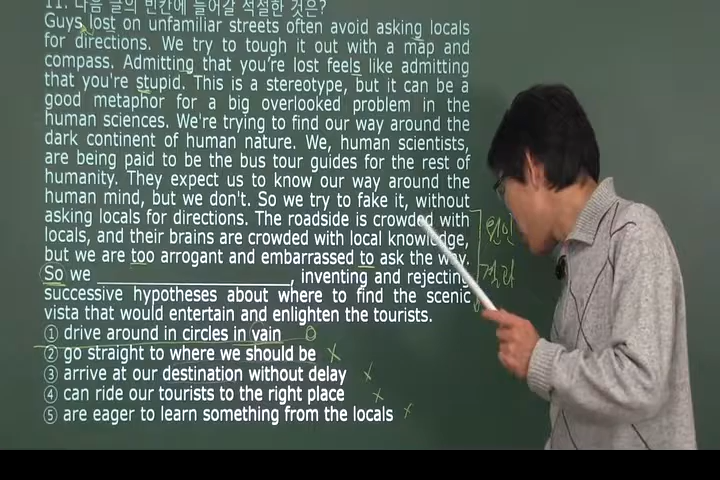 11. 다음 글의 빈칸에 들어갈 적절한 것은?
Guys lost on unfamiliar streets often avoid asking locals
for directions. We try to tough it out with a map and
compass. Admitting that you're lost feels like admitting
that you're stupid. This is a stereotype, but it can be a
good metaphor for a big overlooked problem in the
human sciences. We're trying to find our way around the
dark continent of human nature. We, human scientists,
are being paid to be the bus tour guides for the rest of
humanity. They expect us to know our way around the
human mind, but we don't. So we try to fake it, without
asking locals for directions. The roadside is crowded with
locals, and their brains are crowded with local knowledge,
but we are too arrogant and embarrassed to ask the way.
So we ____________________, inventing and rejecting
successive hypotheses about where to find the scenic
vista that would entertain and enlighten the tourists.
① drive around in circles in vain O
② go straight to where we should be X
③ arrive at our destination without delay X
④ can ride our tourists to the right place X
⑤ are eager to learn something from the locals X
원인
결과